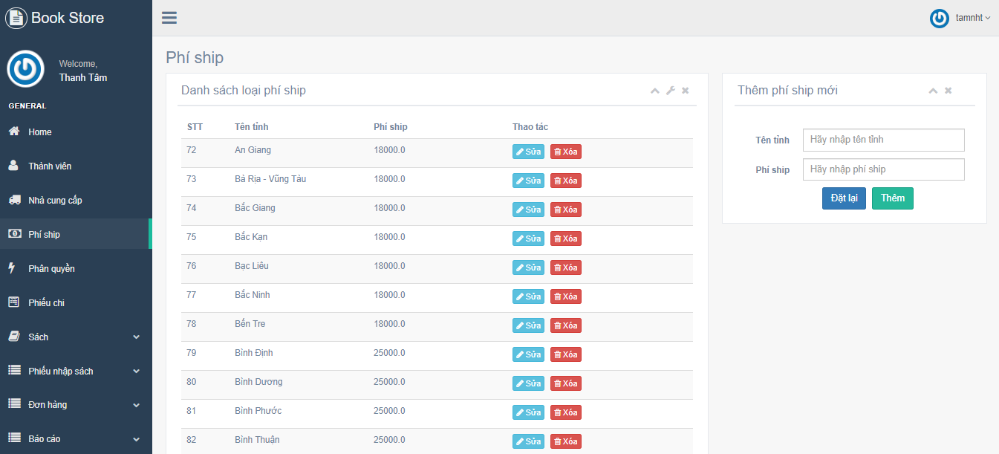 Book Store
tamnht
Welcome,
Thanh Tâm
GENERAL
Home
Thành viên
Nhà cung cấp
Phí ship
Phân quyền
Phiếu chi
Sách
Phiếu nhập sách
Đơn hàng
Báo cáo
Phí ship
Danh sách loại phí ship
STT Tên tỉnh Phí ship Thao tác
72 An Giang 18000.0 Sửa Xóa
73 Bà Rịa - Vũng Tàu 18000.0 Sửa Xóa
74 Bắc Giang 18000.0 Sửa Xóa
75 Bắc Kạn 18000.0 Sửa Xóa
76 Bạc Liêu 18000.0 Sửa Xóa
77 Bắc Ninh 18000.0 Sửa Xóa
78 Bến Tre 18000.0 Sửa Xóa
79 Bình Định 25000.0 Sửa Xóa
80 Bình Dương 25000.0 Sửa Xóa
81 Bình Phước 25000.0 Sửa Xóa
82 Bình Thuận 25000.0 Sửa Xóa
Thêm phí ship mới
Tên tỉnh Hãy nhập tên tỉnh
Phí ship Hãy nhập phí ship
Đặt lại Thêm